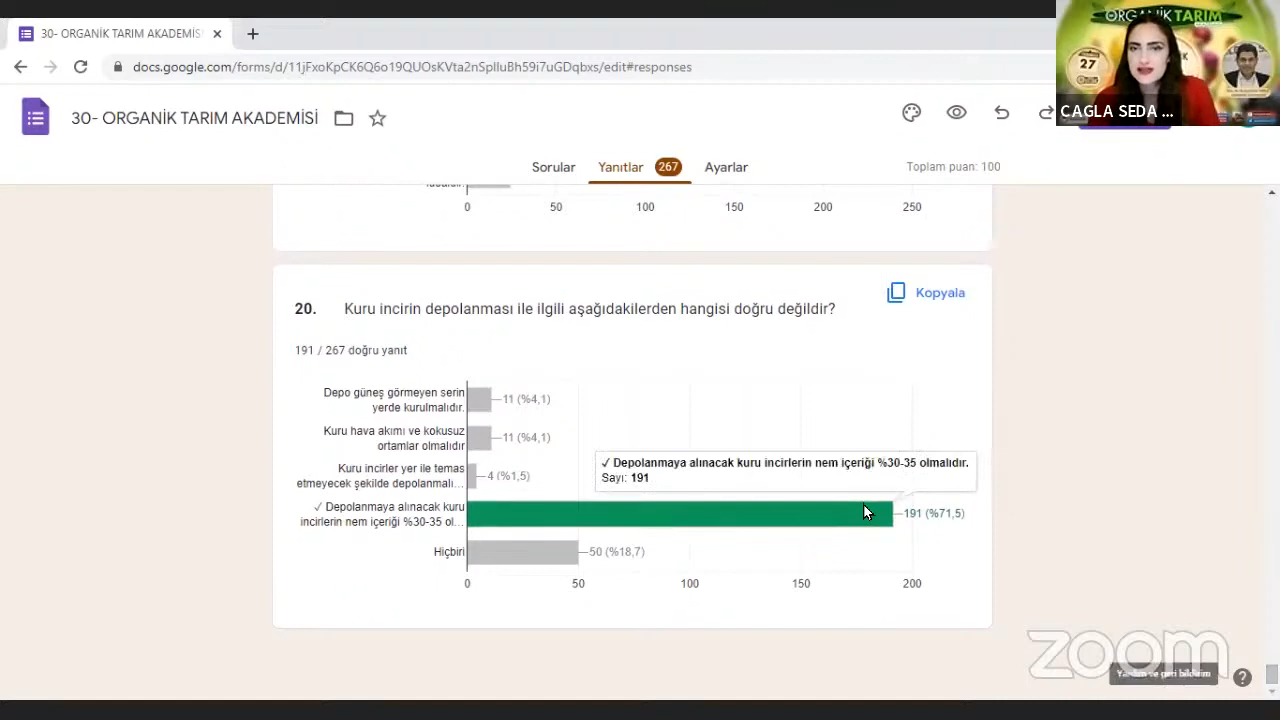 30- ORGANİK TARIM AKADEMİS
docs.google.com/forms/d/11jFxoKpCK6Q6GYQUOsKVta2nSplIuBh59i7uGDqbxs/edit#responses
ORGANİK TARIM
27
CAGLA SEDA ...
30- ORGANİK TARIM AKADEMİSİ
Sorular
Yanıtlar 267
Ayarlar
Toplam puan: 100
0 50 100 150 200 250
Kopyala
20. Kuru incirin depolanması ile ilgili aşağıdakilerden hangisi doğru değildir?
191 / 267 doğru yanıt
Depo güneş görmeyen serin
yerde kurulmalıdır.
11 (%4,1)
Kuru hava akımı ve kokusuz
ortamlar olmalıdır
11 (%4,1)
Kuru incirler yer ile temas
etmeyecek şekilde depolanmalı...
4 (%1,5)
✓ Depolanmaya alınacak kuru incirlerin nem içeriği %30-35 olmalıdır.
Sayı: 191
✓ Depolanmaya alınacak kuru
incirlerin nem içeriği %30-35 ol...
191 (%71,5)
Hiçbiri
50 (%18,7)
0 50 100 150 200
zoom
Yardım ve geri bildirim